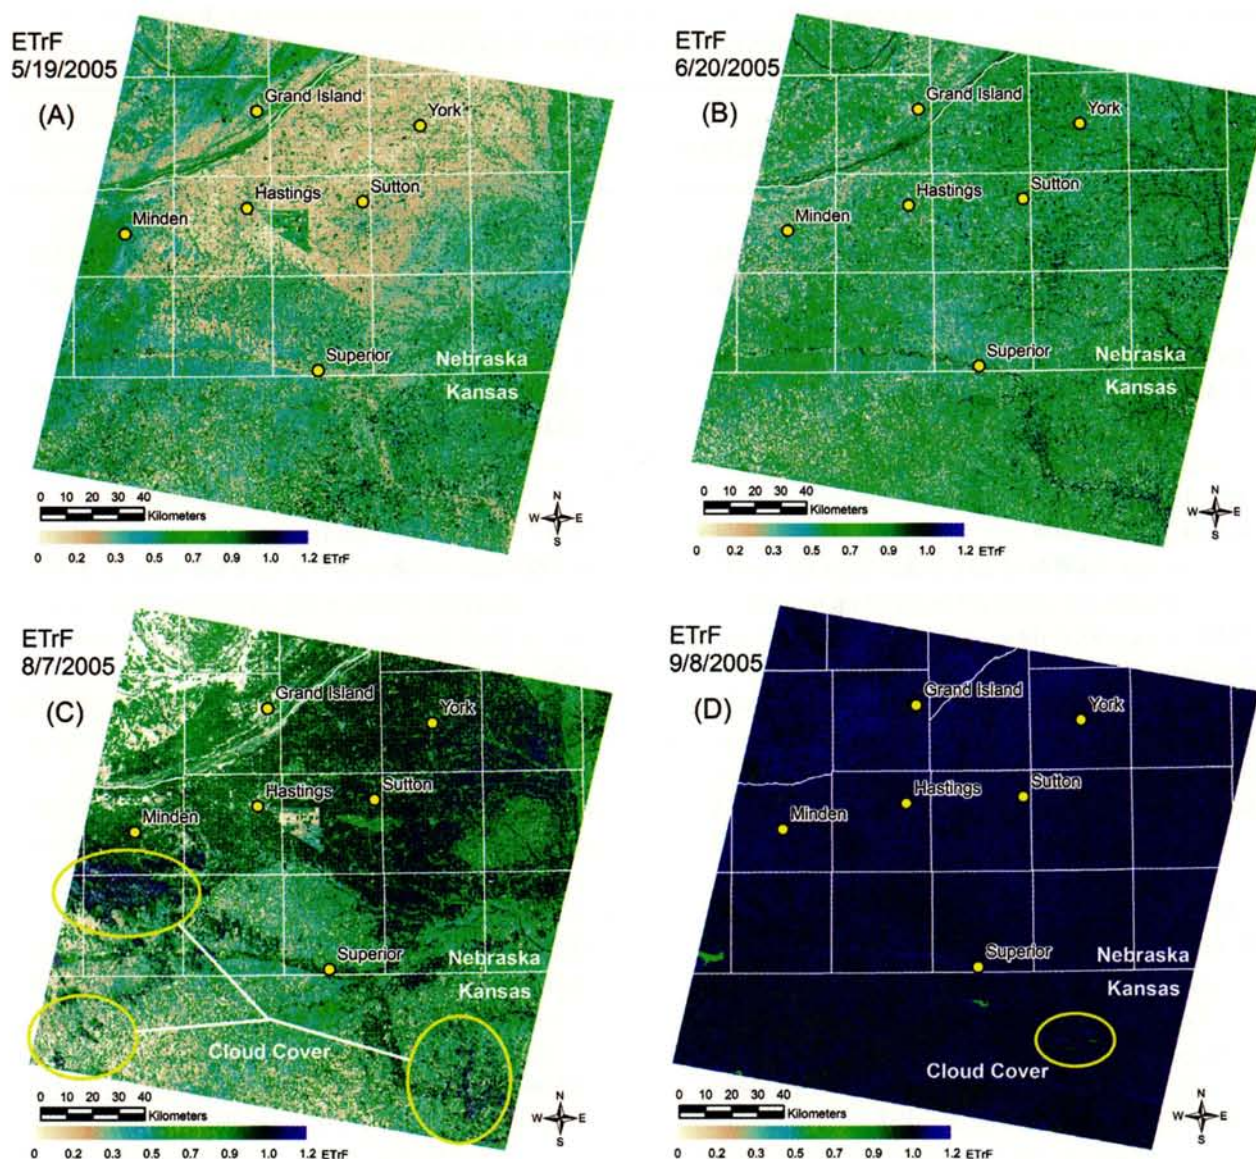 ETrF
5/19/2005
(A)
Grand Island
York
Hastings
Sutton
Minden
Superior
Nebraska
Kansas
0 10 20 30 40
Kilometers
N
W E
S
0 0.2 0.3 0.5 0.7 0.9 1.0 1.2 ETrF
ETrF
6/20/2005
(B)
Grand Island
York
Hastings
Sutton
Minden
Superior
Nebraska
Kansas
0 10 20 30 40
Kilometers
N
W E
S
0 0.2 0.3 0.5 0.7 0.9 1.0 1.2 ETrF
ETrF
8/7/2005
(C)
Grand Island
York
Hastings
Sutton
Minden
Superior
Nebraska
Kansas
Cloud Cover
0 10 20 30 40
Kilometers
N
W E
S
0 0.2 0.3 0.5 0.7 0.9 1.0 1.2 ETrF
ETrF
9/8/2005
(D)
Grand Island
York
Hastings
Sutton
Minden
Superior
Nebraska
Kansas
Cloud Cover
0 10 20 30 40
Kilometers
N
W E
S
0 0.2 0.3 0.5 0.7 0.9 1.0 1.2 ETrF